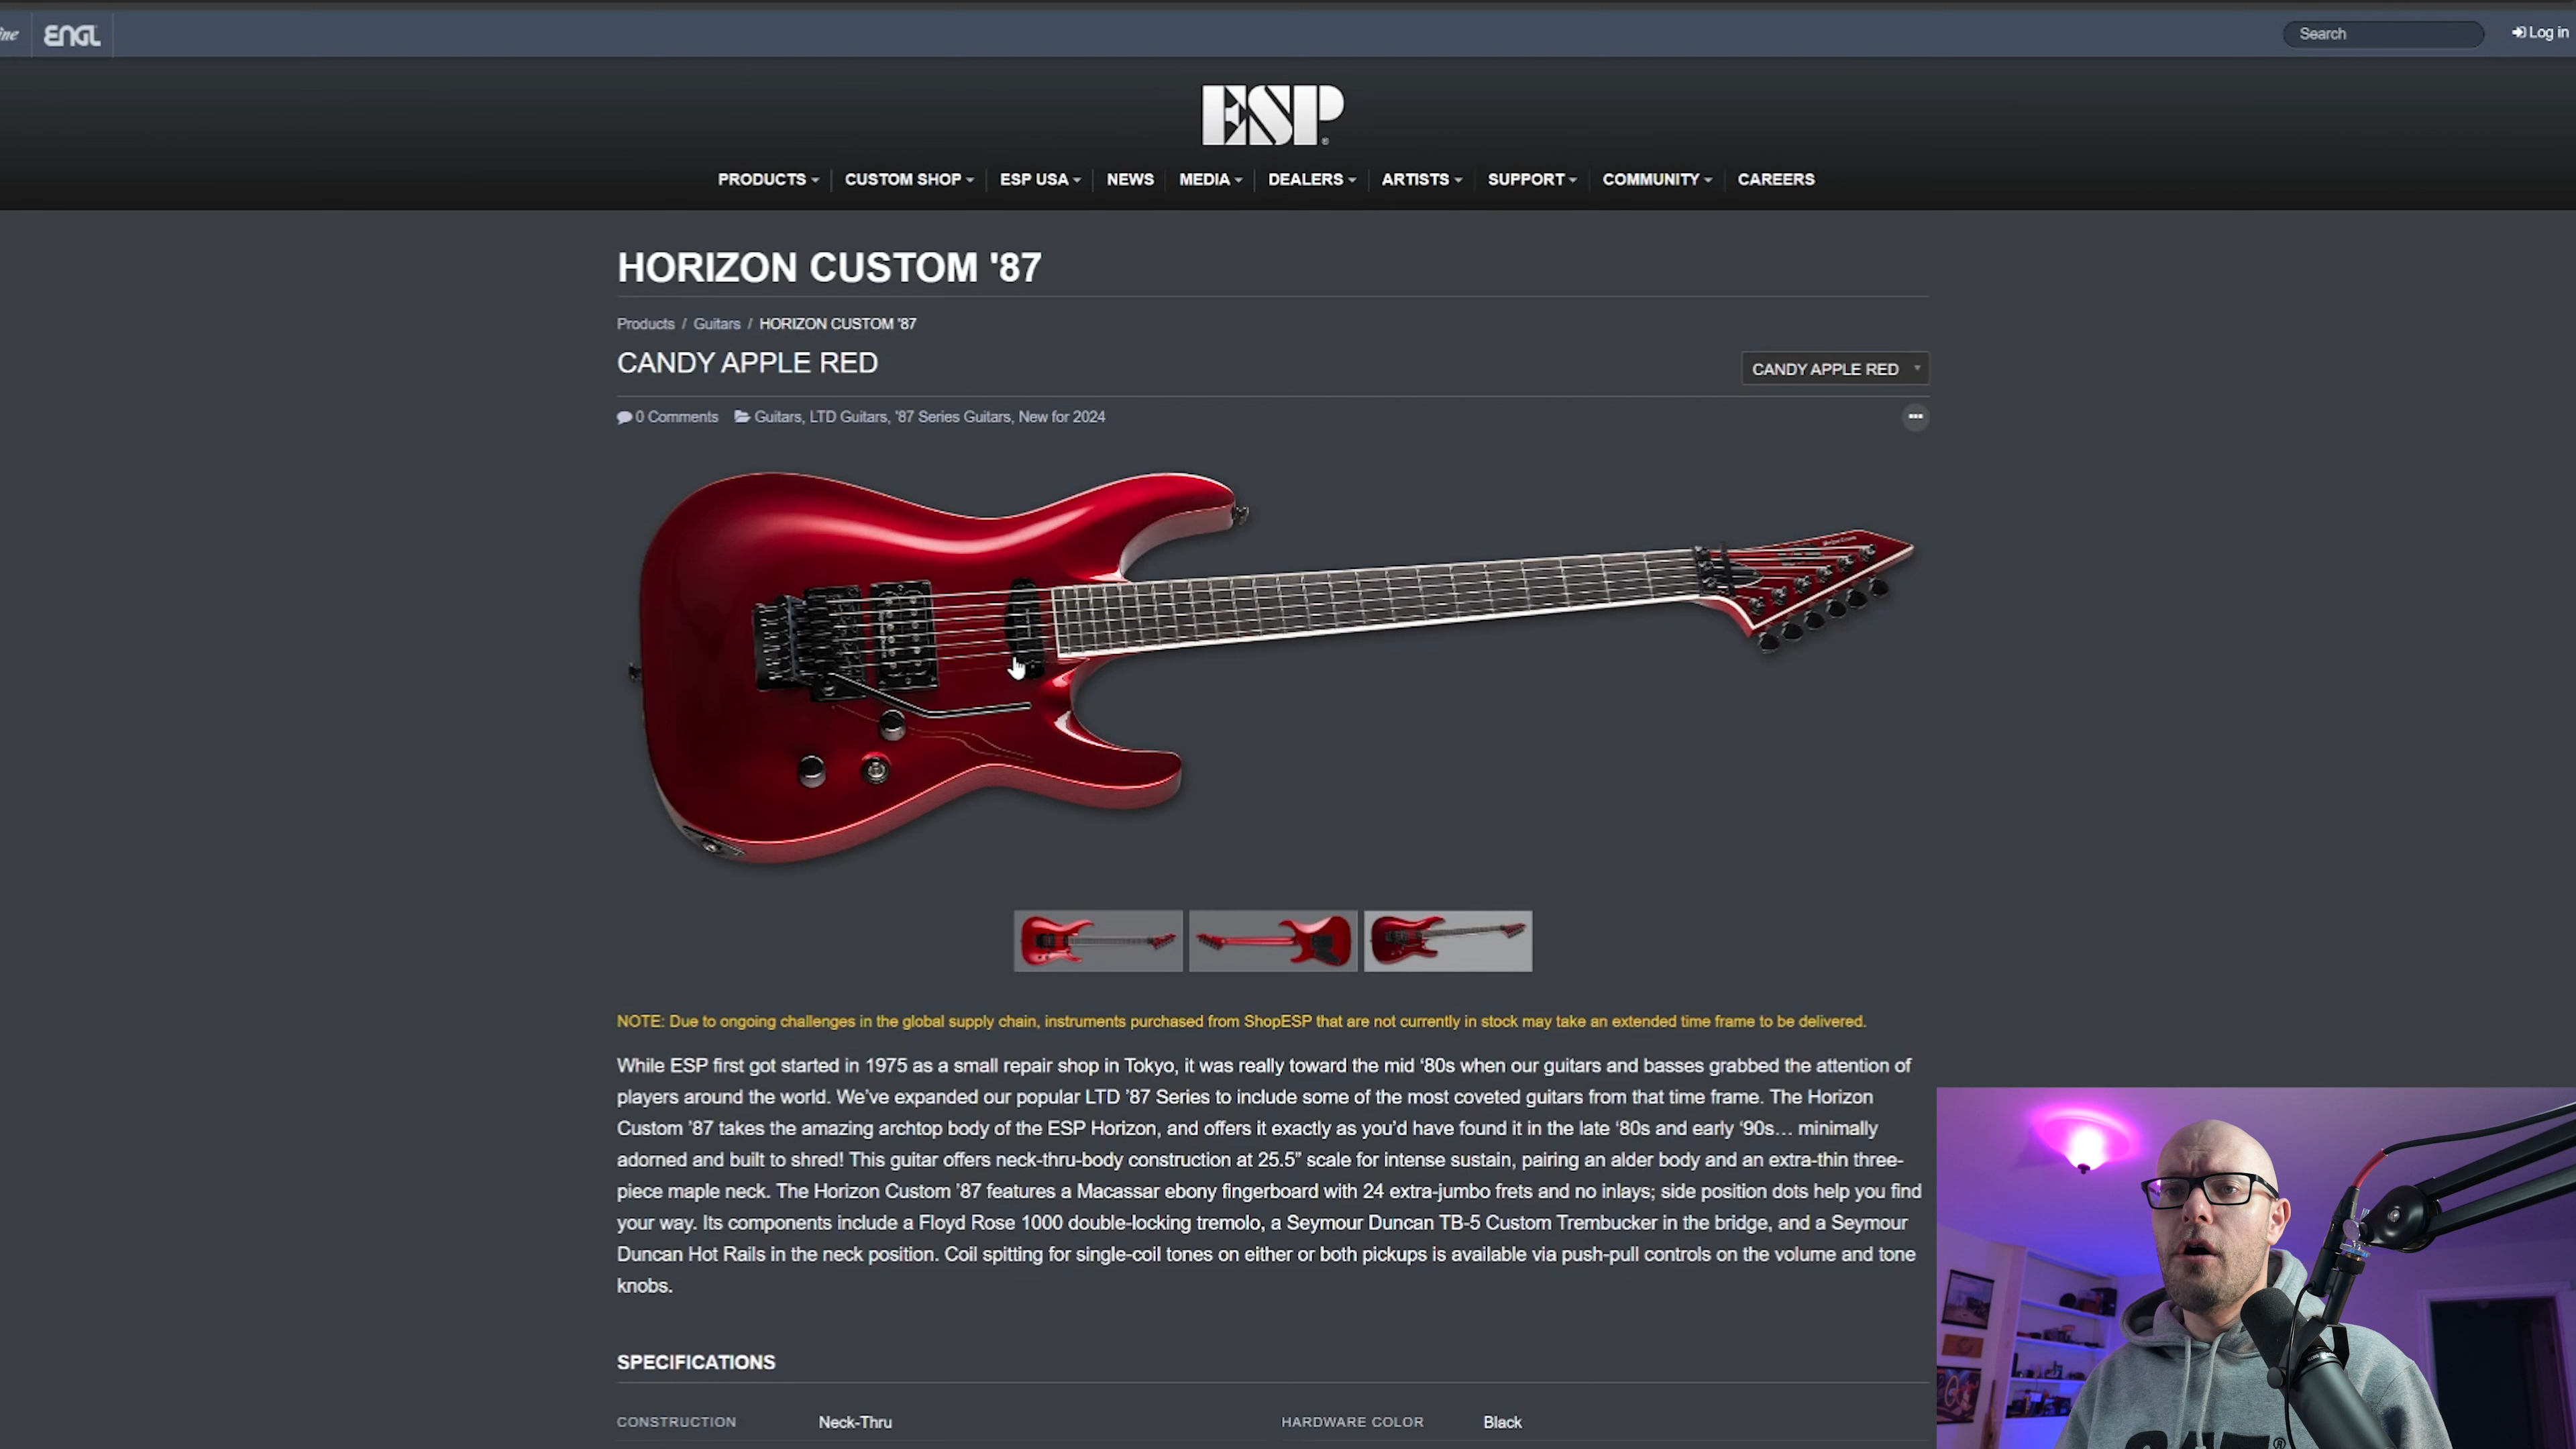 ENGL
Search
Log in
ESP
PRODUCTS CUSTOM SHOP ESP USA NEWS MEDIA DEALERS ARTISTS SUPPORT COMMUNITY CAREERS
HORIZON CUSTOM '87
Products / Guitars / HORIZON CUSTOM '87
CANDY APPLE RED
CANDY APPLE RED
0 Comments Guitars, LTD Guitars, '87 Series Guitars, New for 2024
NOTE: Due to ongoing challenges in the global supply chain, instruments purchased from ShopESP that are not currently in stock may take an extended time frame to be delivered.
While ESP first got started in 1975 as a small repair shop in Tokyo, it was really toward the mid ‘80s when our guitars and basses grabbed the attention of
players around the world. We’ve expanded our popular LTD ’87 Series to include some of the most coveted guitars from that time frame. The Horizon
Custom ’87 takes the amazing archtop body of the ESP Horizon, and offers it exactly as you’d have found it in the late ‘80s and early ‘90s… minimally
adorned and built to shred! This guitar offers neck-thru-body construction at 25.5” scale for intense sustain, pairing an alder body and an extra-thin three-
piece maple neck. The Horizon Custom ’87 features a Macassar ebony fingerboard with 24 extra-jumbo frets and no inlays; side position dots help you find
your way. Its components include a Floyd Rose 1000 double-locking tremolo, a Seymour Duncan TB-5 Custom Trembucker in the bridge, and a Seymour
Duncan Hot Rails in the neck position. Coil spitting for single-coil tones on either or both pickups is available via push-pull controls on the volume and tone
knobs.
SPECIFICATIONS
CONSTRUCTION Neck-Thru HARDWARE COLOR Black